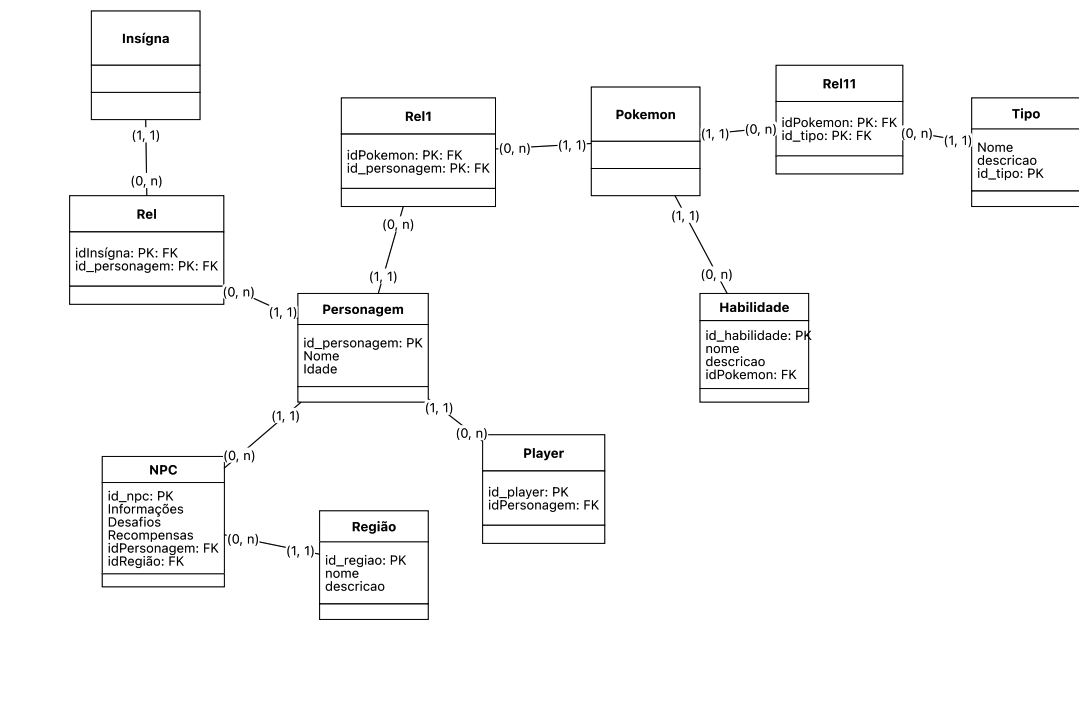 Insígna
(1, 1)
(0, n)
Rel
idInsígna: PK: FK
id_personagem: PK: FK
(0, n)
(1, 1)
Rel1
idPokemon: PK: FK
id_personagem: PK: FK
(0, n)
(1, 1)
(0, n)
(1, 1)
Pokemon
(1, 1)
(0, n)
Rel11
idPokemon: PK: FK
id_tipo: PK: FK
(0, n)
(1, 1)
Tipo
Nome
descricao
id_tipo: PK
(1, 1)
(0, n)
Habilidade
id_habilidade: PK
nome
descricao
idPokemon: FK
Personagem
id_personagem: PK
Nome
Idade
(1, 1)
(0, n)
(1, 1)
(0, n)
NPC
id_npc: PK
Informações
Desafios
Recompensas
idPersonagem: FK
idRegião: FK
(0, n)
(1, 1)
Região
id_regiao: PK
nome
descricao
Player
id_player: PK
idPersonagem: FK